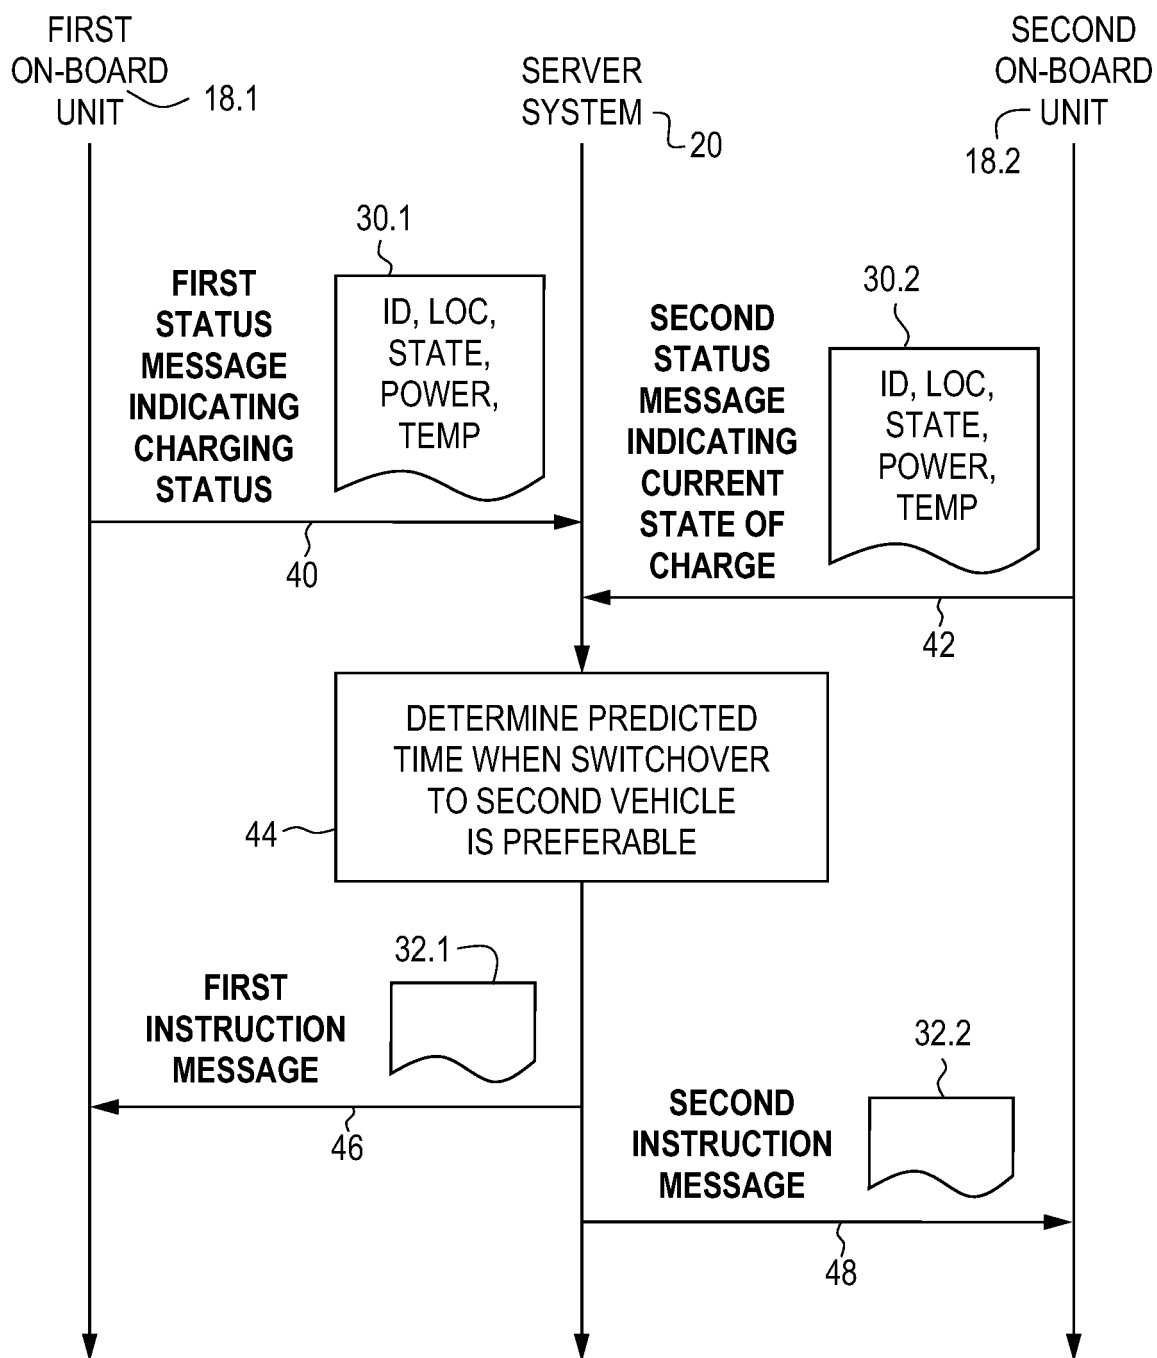 FIRST
ON-BOARD
UNIT
18.1
SERVER
SYSTEM
20
SECOND
ON-BOARD
UNIT
18.2
30.1
FIRST
STATUS
MESSAGE
INDICATING
CHARGING
STATUS
ID, LOC,
STATE,
POWER,
TEMP
40
30.2
SECOND
STATUS
MESSAGE
INDICATING
CURRENT
STATE OF
CHARGE
ID, LOC,
STATE,
POWER,
TEMP
42
DETERMINE PREDICTED
TIME WHEN SWITCHOVER
TO SECOND VEHICLE
IS PREFERABLE
44
32.1
FIRST
INSTRUCTION
MESSAGE
46
32.2
SECOND
INSTRUCTION
MESSAGE
48